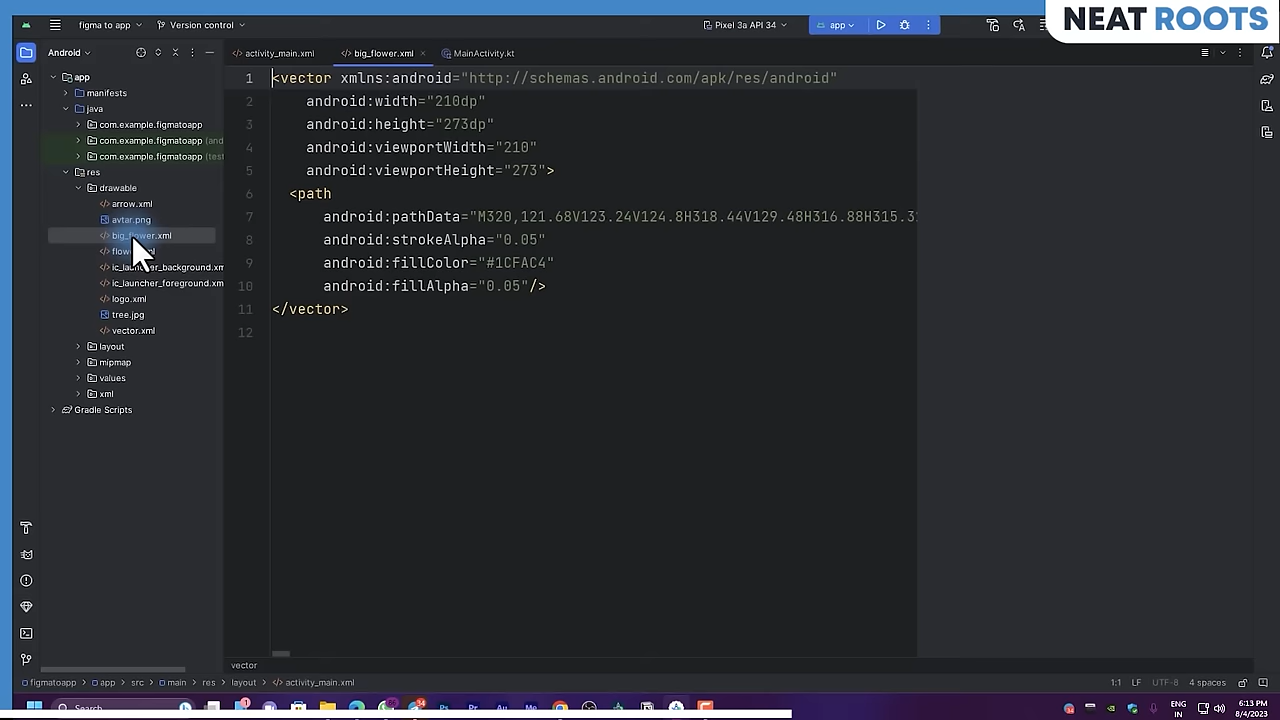 NEAT ROOTS
figma to app
Version control
Pixel 3a API 34
app
Android
activity_main.xml
big_flower.xml
MainActivity.kt
app
manifests
java
com.example.figmatoapp
com.example.figmatoapp (and
com.example.figmatoapp (test
res
drawable
arrow.xml
avtar.png
big_flower.xml
ic_launcher_background.xm
ic_launcher_foreground.xm
logo.xml
tree.jpg
vector.xml
layout
mipmap
values
xml
Gradle Scripts
1 <vector xmlns:android="http://schemas.android.com/apk/res/android"
2 android:width="210dp"
3 android:height="273dp"
4 android:viewportWidth="210"
5 android:viewportHeight="273">
6 <path
7 android:pathData="M320,121.68V123.24V124.8H318.44V129.48H316.88H315.3
8 android:strokeAlpha="0.05"
9 android:fillColor="#1CFAC4"
10 android:fillAlpha="0.05"/>
11 </vector>
12
vector
figmatoapp > app > src > main > res > layout > activity_main.xml
1:1 LF UTF-8 4 spaces
Search
ENG
IN
6:13 PM
8/4/2023